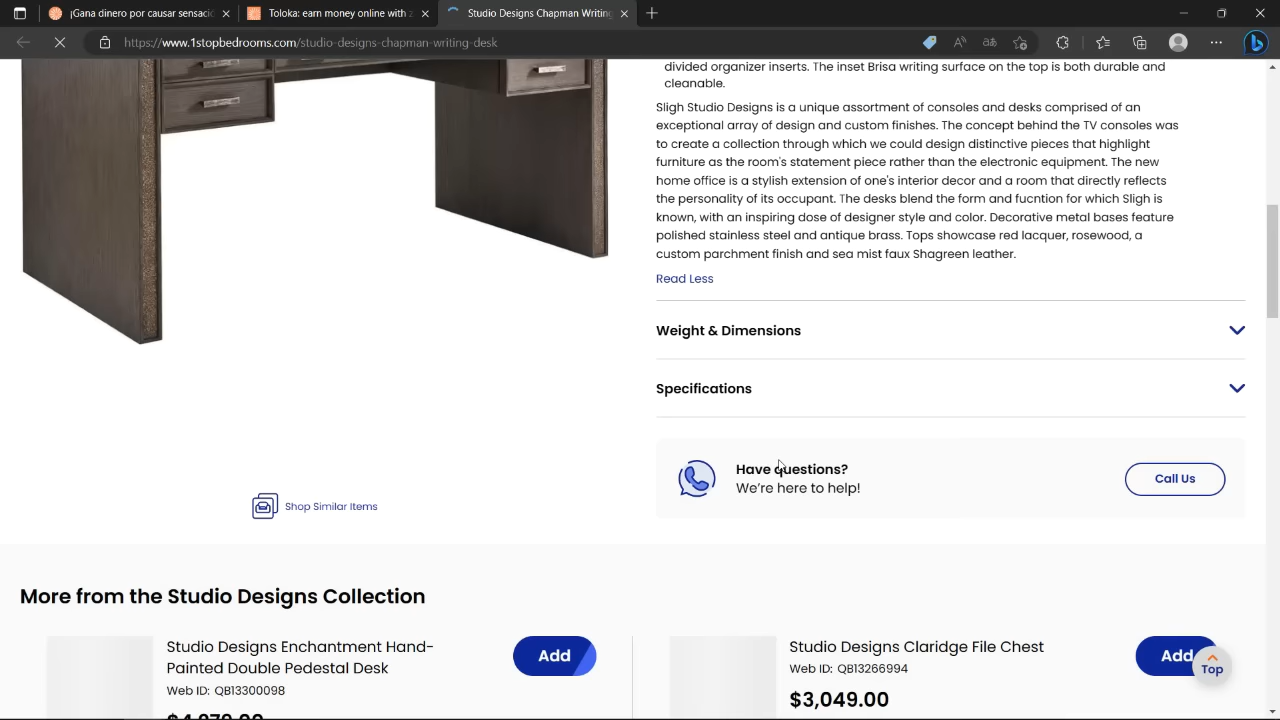 ¡Gana dinero por causar sensaci
Toloka: earn money online with
Studio Designs Chapman Writing
https://www.1stopbedrooms.com/studio-designs-chapman-writing-desk
divided organizer inserts. The inset Brisa writing surface on the top is both durable and
cleanable.
Sligh Studio Designs is a unique assortment of consoles and desks comprised of an
exceptional array of design and custom finishes. The concept behind the TV consoles was
to create a collection through which we could design distinctive pieces that highlight
furniture as the room's statement piece rather than the electronic equipment. The new
home office is a stylish extension of one's interior decor and a room that directly reflects
the personality of its occupant. The desks blend the form and fucntion for which Sligh is
known, with an inspiring dose of designer style and color. Decorative metal bases feature
polished stainless steel and antique brass. Tops showcase red lacquer, rosewood, a
custom parchment finish and sea mist faux Shagreen leather.
Read Less
Weight & Dimensions
Specifications
Have questions?
We're here to help!
Call Us
Shop Similar Items
More from the Studio Designs Collection
Studio Designs Enchantment Hand-
Painted Double Pedestal Desk
Web ID: QB13300098
Add
Studio Designs Claridge File Chest
Web ID: QB13266994
$3,049.00
Add
Top